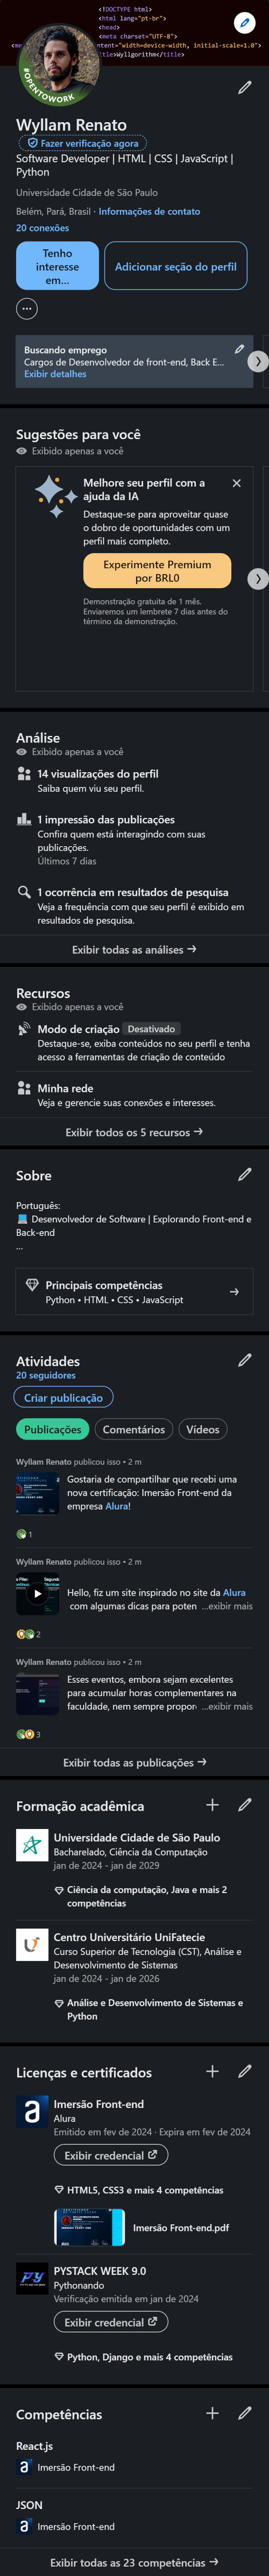 <!DOCTYPE html>
<html lang="pt-br">
<head>
<meta charset="UTF-8">
<me
ntent="width=device-width, initial-scale=1.0">
tle>Wyllgorithm</title>
#OPENTOWORK
Wyllam Renato
Fazer verificação agora
Software Developer | HTML | CSS | JavaScript |
Python
Universidade Cidade de São Paulo
Belém, Pará, Brasil · Informações de contato
20 conexões
Tenho
interesse
em...
Adicionar seção do perfil
Buscando emprego
Cargos de Desenvolvedor de front-end, Back E...
Exibir detalhes
Sugestões para você
Exibido apenas a você
Melhore seu perfil com a
ajuda da IA
Destaque-se para aproveitar quase
o dobro de oportunidades com um
perfil mais completo.
Experimente Premium
por BRL0
Demonstração gratuita de 1 mês.
Enviaremos um lembrete 7 dias antes do
término da demonstração.
Análise
Exibido apenas a você
14 visualizações do perfil
Saiba quem viu seu perfil.
1 impressão das publicações
Confira quem está interagindo com suas
publicações.
Últimos 7 dias
1 ocorrência em resultados de pesquisa
Veja a frequência com que seu perfil é exibido em
resultados de pesquisa.
Exibir todas as análises →
Recursos
Exibido apenas a você
Modo de criação Desativado
Destaque-se, exiba conteúdos no seu perfil e tenha
acesso a ferramentas de criação de conteúdo
Minha rede
Veja e gerencie suas conexões e interesses.
Exibir todos os 5 recursos →
Sobre
Português:
Desenvolvedor de Software | Explorando Front-end e
Back-end
...
Principais competências
Python • HTML • CSS • JavaScript
Atividades
20 seguidores
Criar publicação
Publicações
Comentários
Vídeos
Wyllam Renato publicou isso • 2 m
Gostaria de compartilhar que recebi uma
nova certificação: Imersão Front-end da
empresa Alura!
1
Wyllam Renato publicou isso • 2 m
Hello, fiz um site inspirado no site da Alura
com algumas dicas para poten ...exibir mais
2
Wyllam Renato publicou isso • 2 m
Esses eventos, embora sejam excelentes
para acumular horas complementares na
faculdade, nem sempre propor ...exibir mais
3
Exibir todas as publicações →
Formação acadêmica
Universidade Cidade de São Paulo
Bacharelado, Ciência da Computação
jan de 2024 - jan de 2029
Ciência da computação, Java e mais 2
competências
Centro Universitário UniFatecie
Curso Superior de Tecnologia (CST), Análise e
Desenvolvimento de Sistemas
jan de 2024 - jan de 2026
Análise e Desenvolvimento de Sistemas e
Python
Licenças e certificados
a
Imersão Front-end
Alura
Emitido em fev de 2024 · Expira em fev de 2024
Exibir credencial
HTML5, CSS3 e mais 4 competências
Imersão Front-end.pdf
PY
PYSTACK WEEK 9.0
Pythonando
Verificação emitida em jan de 2024
Exibir credencial
Python, Django e mais 4 competências
Competências
React.js
a
Imersão Front-end
JSON
a
Imersão Front-end
Exibir todas as 23 competências →